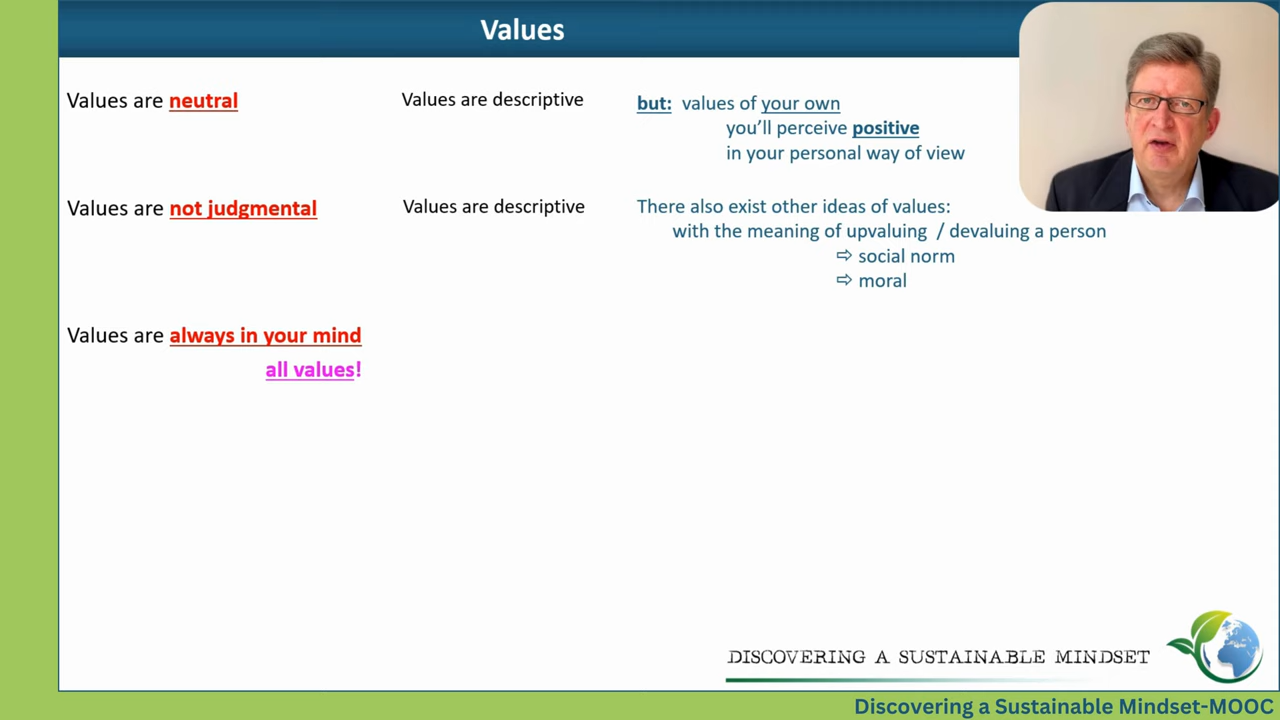 Values
Values are neutral
Values are descriptive
but: values of your own
you'll perceive positive
in your personal way of view
Values are not judgmental
Values are descriptive
There also exist other ideas of values:
with the meaning of upvaluing / devaluing a person
⇨ social norm
⇨ moral
Values are always in your mind
all values!
DISCOVERING A SUSTAINABLE MINDSET
Discovering a Sustainable Mindset-MOOC